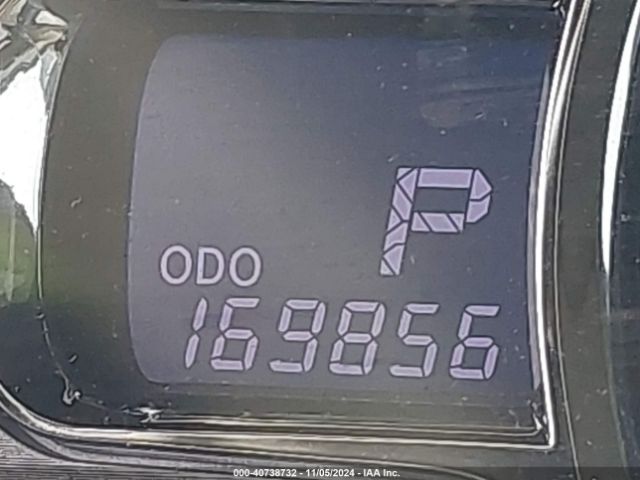 P
ODO
169856
000-40738732 - 11/05/2024 - IAA Inc.